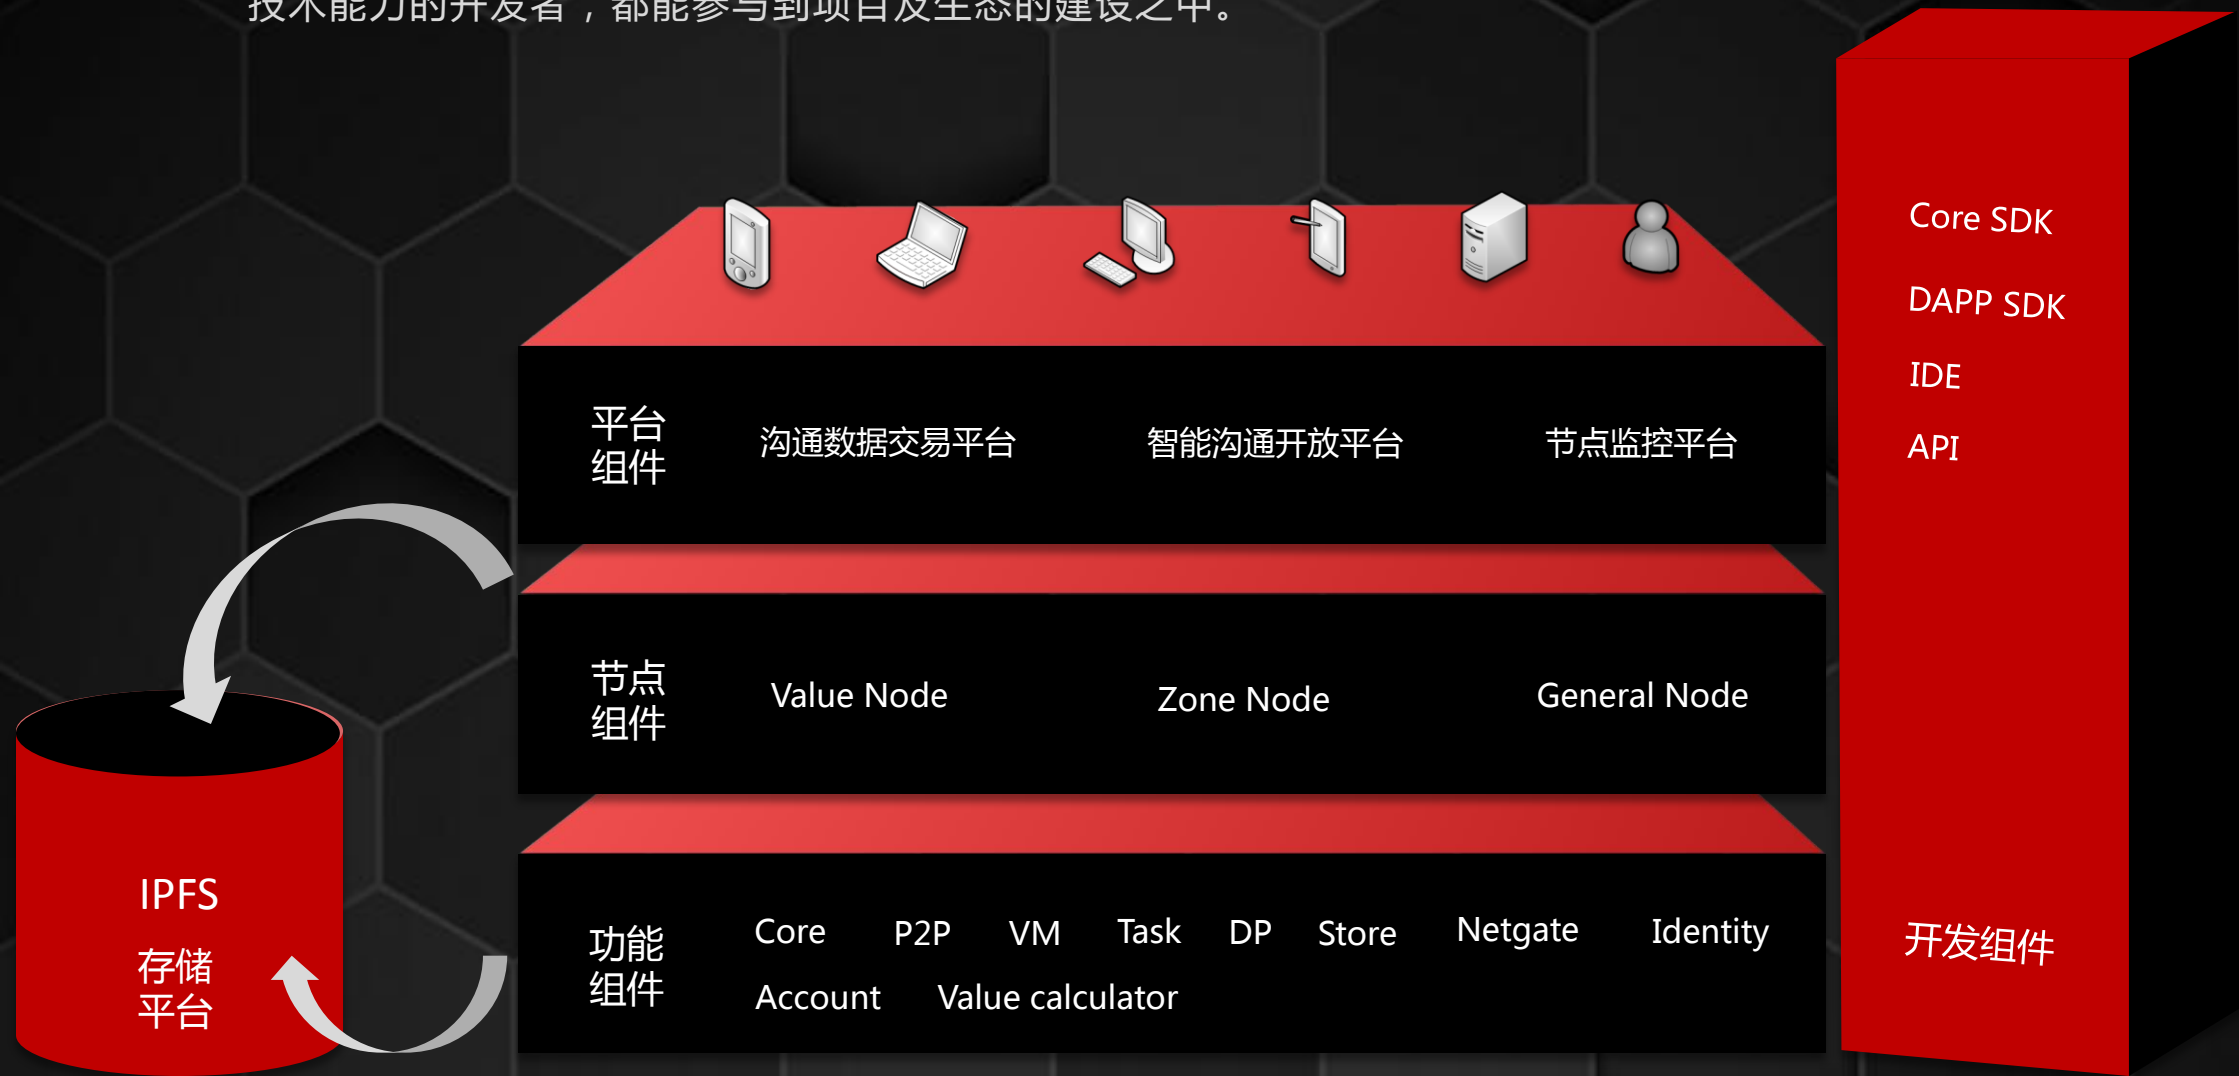 技术能力的开发者，都能参与到项目及生态的建设之中。
Core SDK
DAPP SDK
IDE
API
开发组件
平台
组件
沟通数据交易平台 智能沟通开放平台 节点监控平台
节点
组件
Value Node Zone Node General Node
功能
组件
Core P2P VM Task DP Store Netgate Identity
Account Value calculator
IPFS
存储
平台